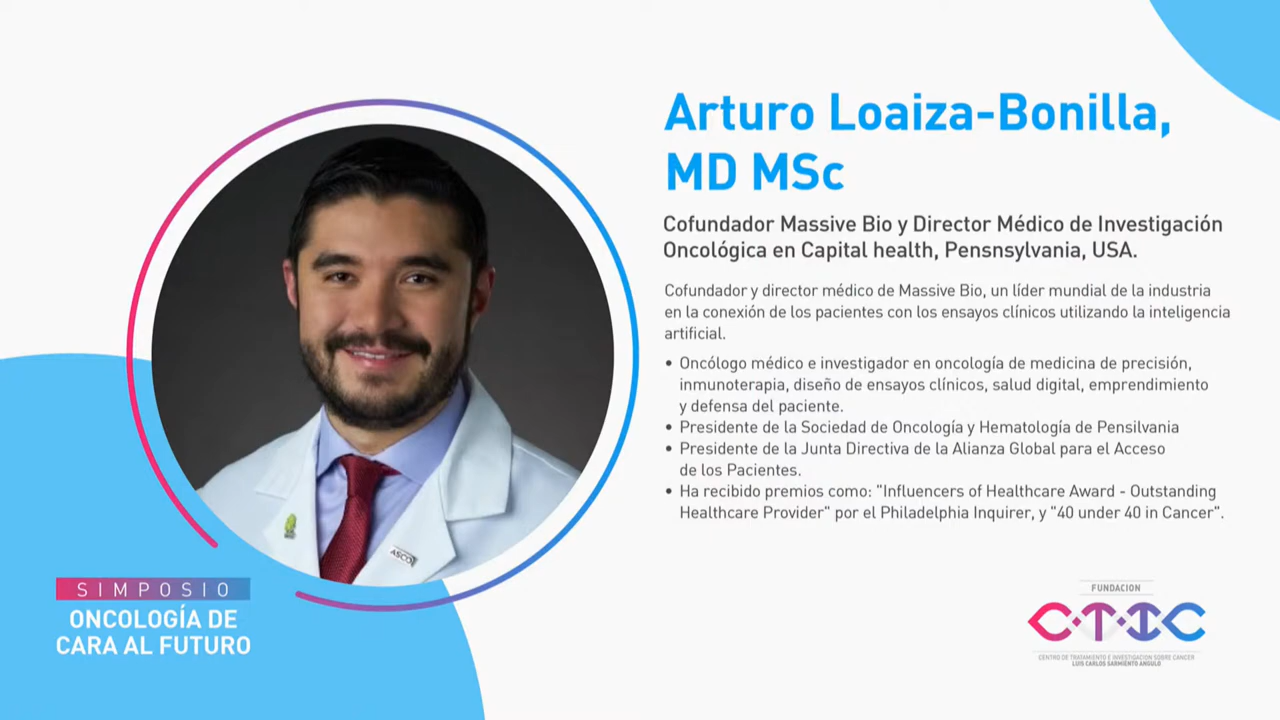 Arturo Loaiza-Bonilla,
MD MSc
Cofundador Massive Bio y Director Médico de Investigación
Oncológica en Capital health, Pensnsylvania, USA.
Cofundador y director médico de Massive Bio, un líder mundial de la industria
en la conexión de los pacientes con los ensayos clínicos utilizando la inteligencia
artificial.
• Oncólogo médico e investigador en oncología de medicina de precisión,
inmunoterapia, diseño de ensayos clínicos, salud digital, emprendimiento
y defensa del paciente.
• Presidente de la Sociedad de Oncología y Hematología de Pensilvania
• Presidente de la Junta Directiva de la Alianza Global para el Acceso
de los Pacientes.
• Ha recibido premios como: "Influencers of Healthcare Award - Outstanding
Healthcare Provider" por el Philadelphia Inquirer, y "40 under 40 in Cancer".
ASCO
SIMPOSIO
ONCOLOGÍA DE
CARA AL FUTURO
FUNDACION
C·T·IC
CENTRO DE TRATAMIENTO E INVESTIGACION SOBRE CANCER
LUIS CARLOS SARMIENTO ANGULO